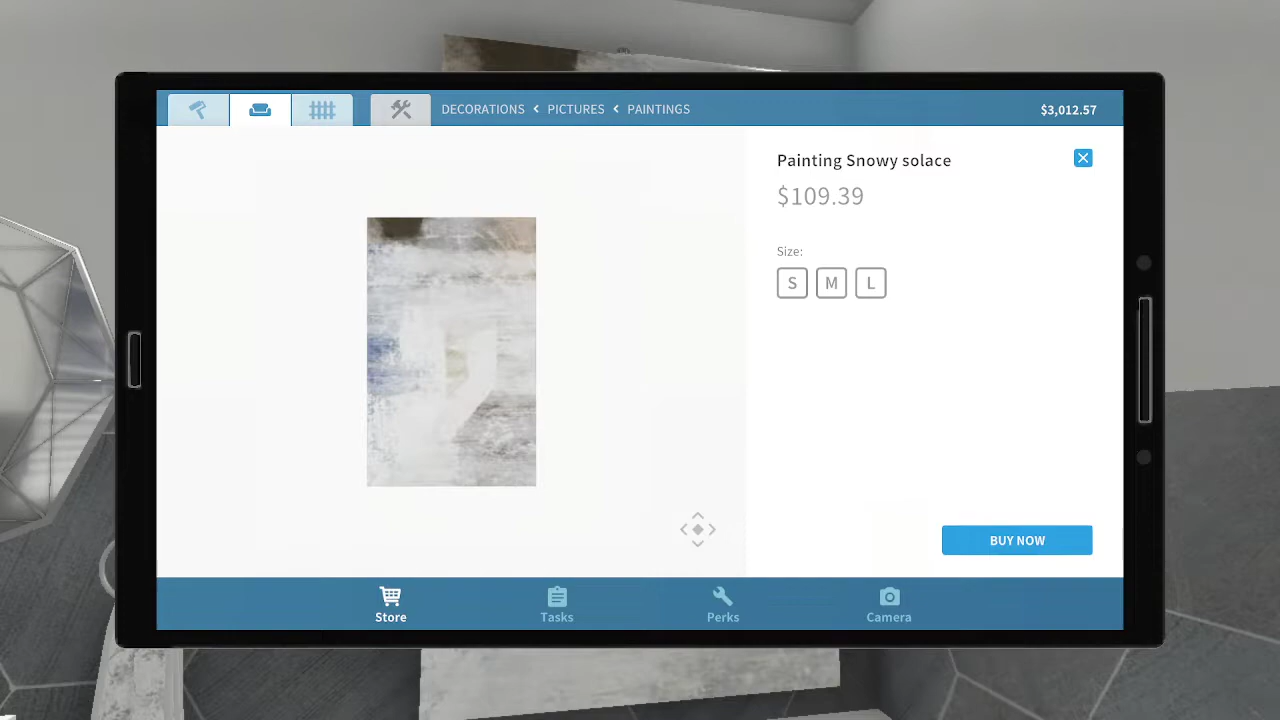 DECORATIONS < PICTURES < PAINTINGS
$3,012.57
Painting Snowy solace
$109.39
Size:
S M L
BUY NOW
Store Tasks Perks Camera